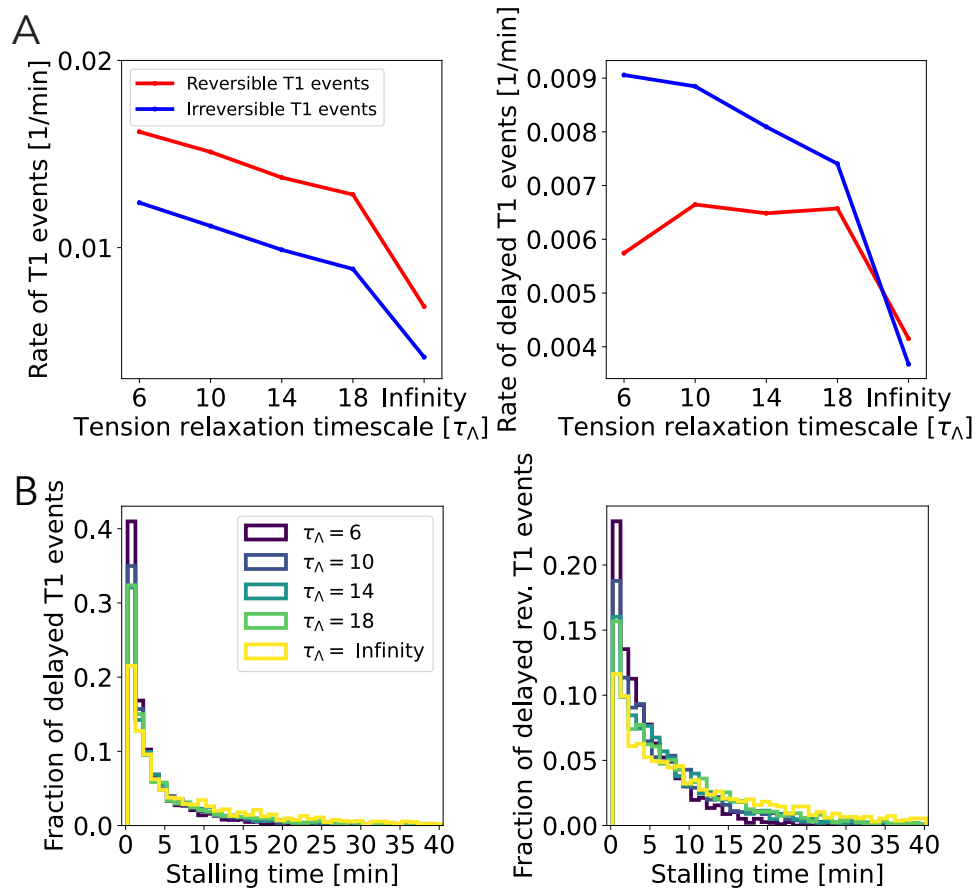 A
Rate of T1 events [1/min]
0.02
0.01
Reversible T1 events
Irreversible T1 events
6 10 14 18 Infinity
Tension relaxation timescale [τ_Λ]
Rate of delayed T1 events [1/min]
0.009
0.008
0.007
0.006
0.005
0.004
6 10 14 18 Infinity
Tension relaxation timescale [τ_Λ]
B
Fraction of delayed T1 events
0.4
0.3
0.2
0.1
0.0
τ_Λ = 6
τ_Λ = 10
τ_Λ = 14
τ_Λ = 18
τ_Λ = Infinity
0 5 10 15 20 25 30 35 40
Stalling time [min]
Fraction of delayed rev. T1 events
0.20
0.15
0.10
0.05
0.00
0 5 10 15 20 25 30 35 40
Stalling time [min]